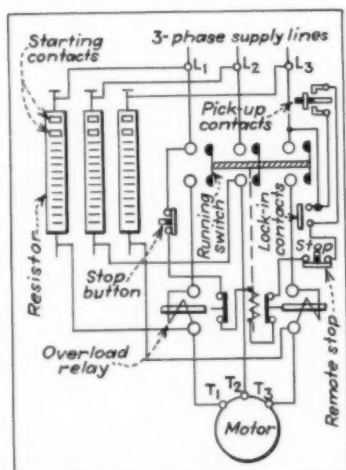 Starting
contacts
3-phase supply lines
L1
L2
L3
Pick-up
contacts
Resistor
Stop
button
Running
switch
Lock-in
contacts
Stop
Overload
relay
Remote stop
T1
T2
T3
Motor